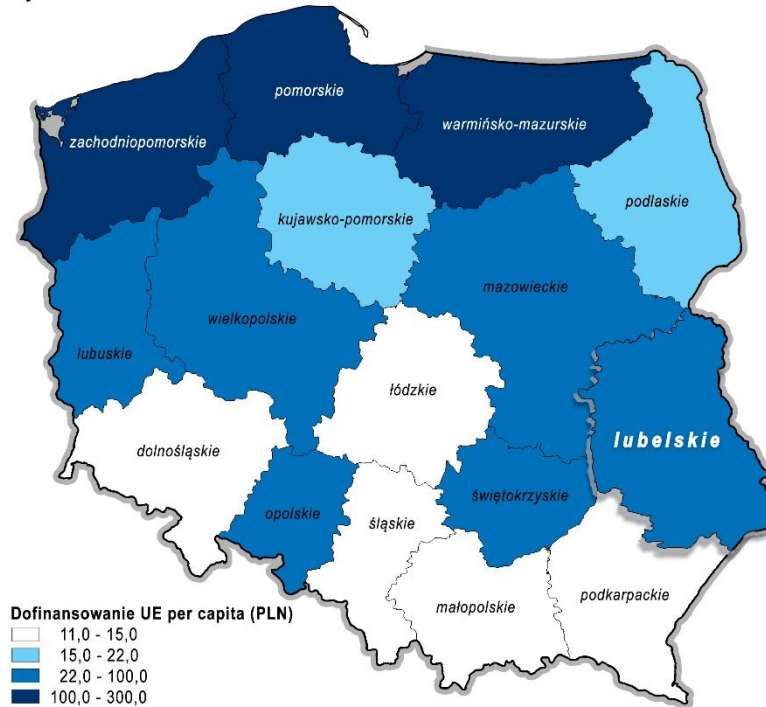 pomorskie
warmińsko-mazurskie
zachodniopomorskie
podlaskie
kujawsko-pomorskie
mazowieckie
wielkopolskie
lubuskie
łódzkie
lubelskie
dolnośląskie
świętokrzyskie
opolskie
śląskie
podkarpackie
małopolskie
Dofinansowanie UE per capita (PLN)
11,0 - 15,0
15,0 - 22,0
22,0 - 100,0
100,0 - 300,0